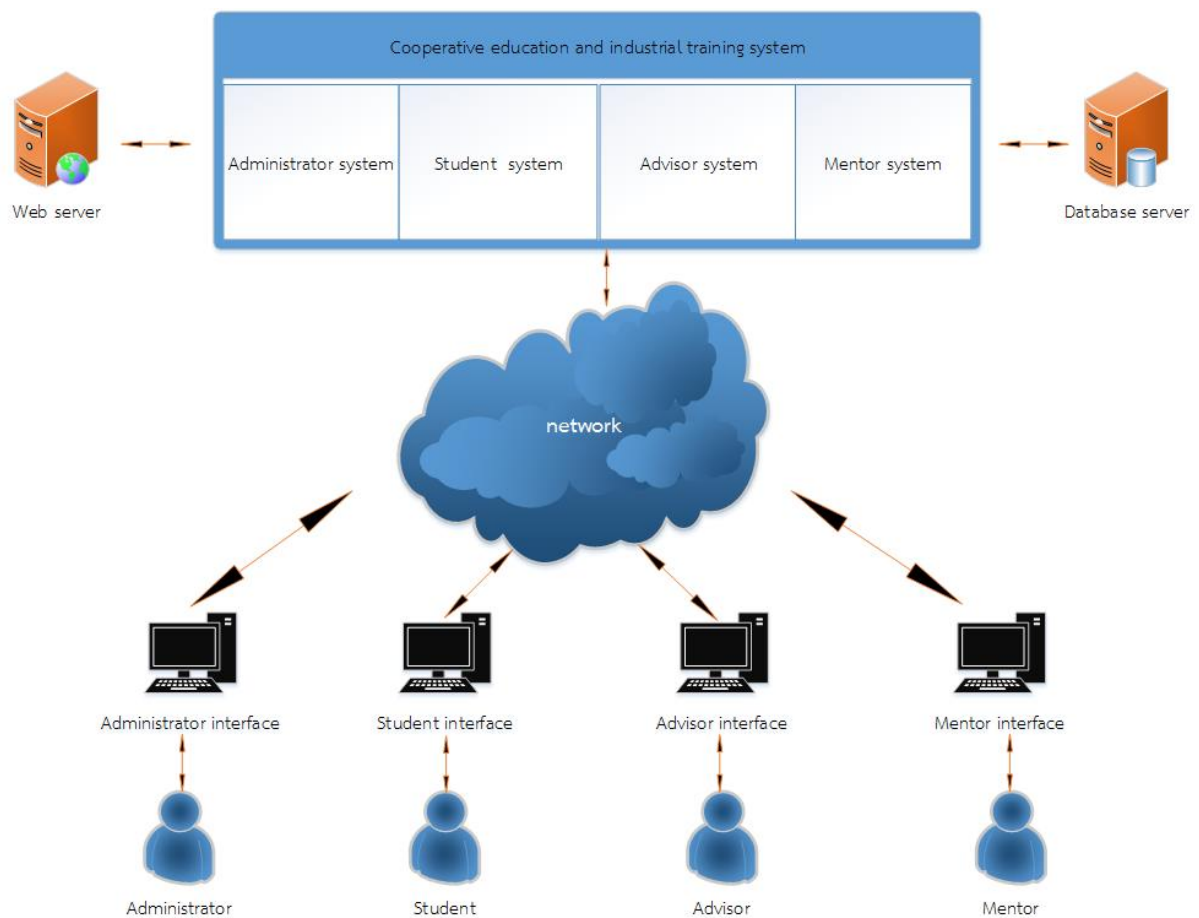 Cooperative education and industrial training system
Administrator system
Student system
Advisor system
Mentor system
Web server
Database server
network
Administrator interface
Student interface
Advisor interface
Mentor interface
Administrator
Student
Advisor
Mentor